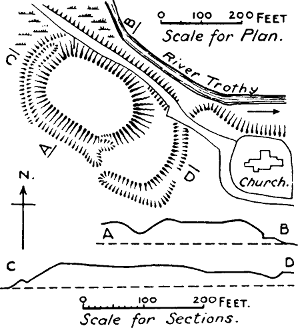 0 100 200 FEET
Scale for Plan.
B
River Trothy
C
A
D
Church.
N.
A B
C D
0 100 200 FEET.
Scale for Sections.